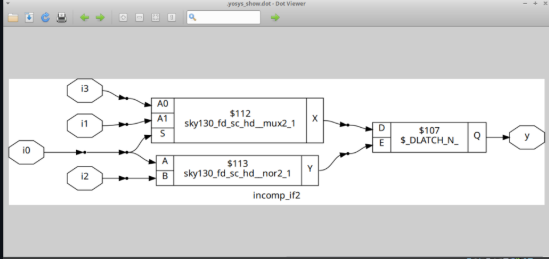 .yosys_show.dot - Dot Viewer
i3
i1
i0
i2
A0
A1
S
$112
sky130_fd_sc_hd__mux2_1
X
A
B
$113
sky130_fd_sc_hd__nor2_1
Y
D
E
$107
$_DLATCH_N_
Q
y
incomp_if2